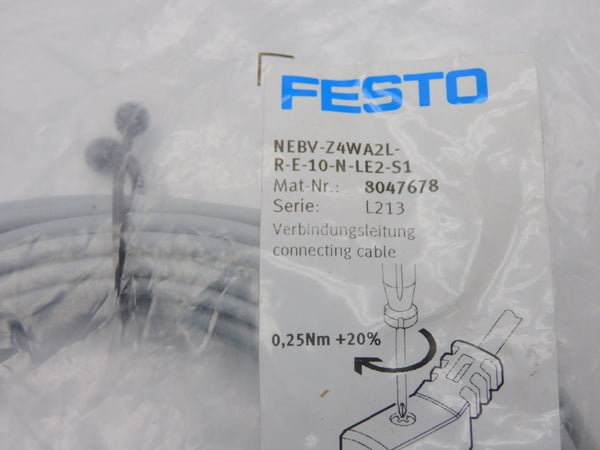 FESTO
NEBV-Z4WA2L-
R-E-10-N-LE2-S1
Mat-Nr.: 8047678
Serie: L213
Verbindungsleitung
connecting cable
0,25Nm +20%